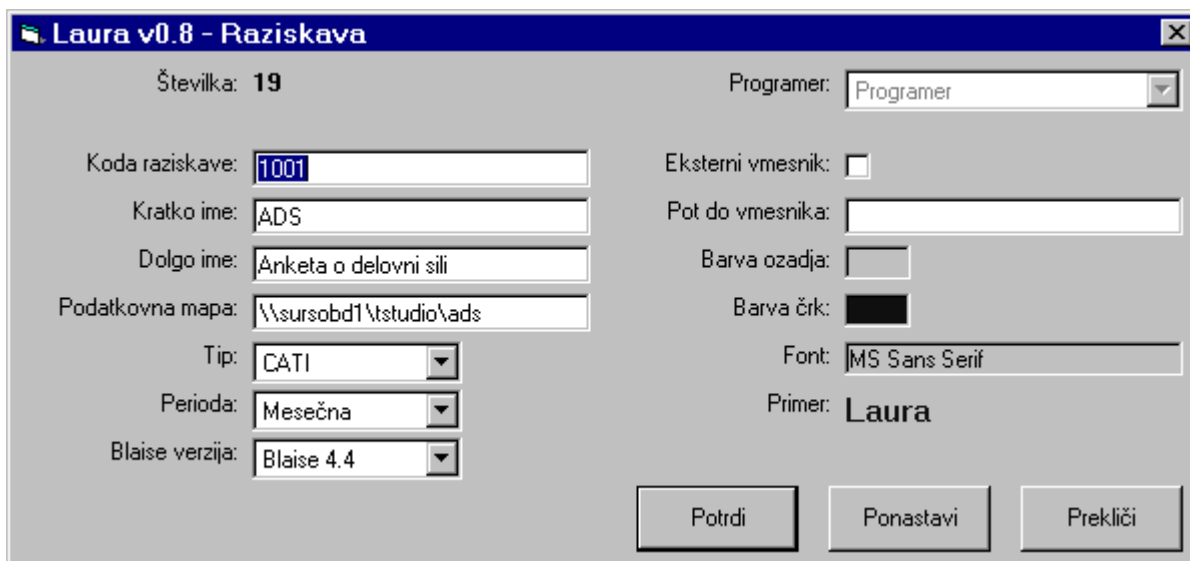 Laura v0.8 - Raziskava
Številka: 19
Programer: Programer
Koda raziskave: 1001
Eksterni vmesnik:
Kratko ime: ADS
Pot do vmesnika:
Dolgo ime: Anketa o delovni sili
Barva ozadja:
Podatkovna mapa: \\sursobd1\tstudio\ads
Barva črk:
Tip: CATI
Font: MS Sans Serif
Perioda: Mesečna
Primer: Laura
Blaise verzija: Blaise 4.4
Potrdi
Ponastavi
Prekliči